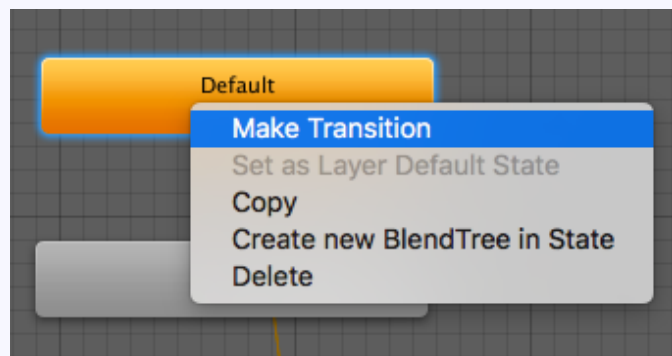 Default
Make Transition
Set as Layer Default State
Copy
Create new BlendTree in State
Delete